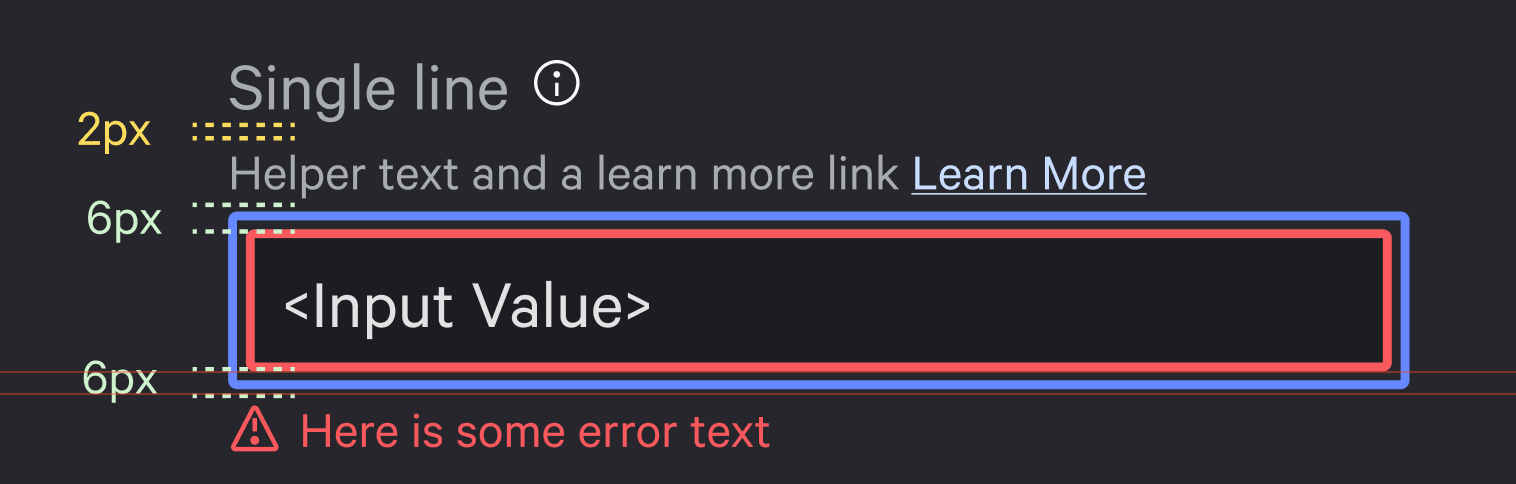 Single line
2px
Helper text and a learn more link Learn More
6px
<Input Value>
6px
Here is some error text